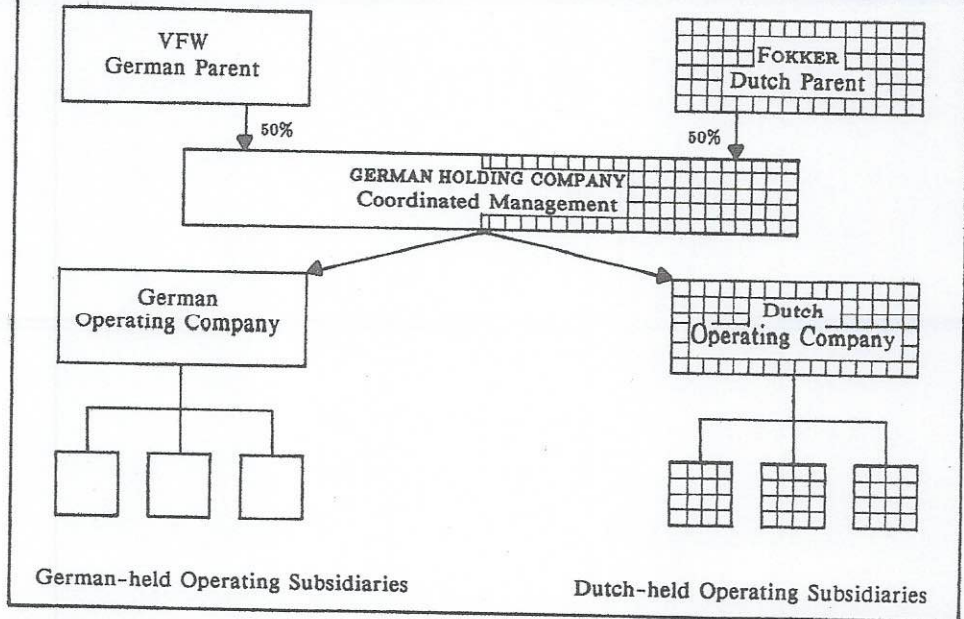 VFW
German Parent
FOKKER
Dutch Parent
50%
50%
GERMAN HOLDING COMPANY
Coordinated Management
German
Operating Company
Dutch
Operating Company
German-held Operating Subsidiaries
Dutch-held Operating Subsidiaries